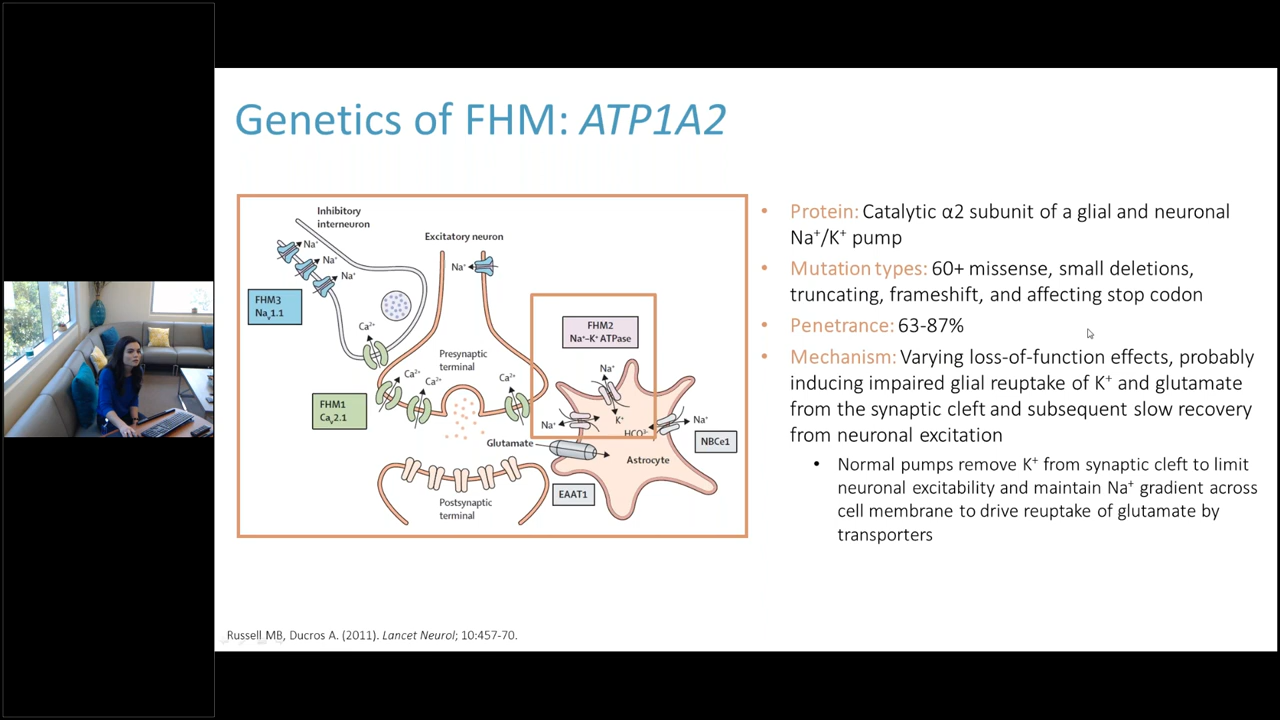 Genetics of FHM: ATP1A2
Inhibitory
interneuron
Na⁺
Na⁺
Na⁺
Excitatory neuron
Na⁺
FHM3
Naᵥ1.1
Ca²⁺
FHM2
Na⁺–K⁺ ATPase
Presynaptic
terminal
Ca²⁺
Ca²⁺
Ca²⁺
Na⁺
FHM1
Caᵥ2.1
Na⁺
K⁺
HCO³⁻
Na⁺
NBCe1
Glutamate
Astrocyte
EAAT1
Postsynaptic
terminal
• Protein: Catalytic α2 subunit of a glial and neuronal
Na⁺/K⁺ pump
• Mutation types: 60+ missense, small deletions,
truncating, frameshift, and affecting stop codon
• Penetrance: 63-87%
• Mechanism: Varying loss-of-function effects, probably
inducing impaired glial reuptake of K⁺ and glutamate
from the synaptic cleft and subsequent slow recovery
from neuronal excitation
• Normal pumps remove K⁺ from synaptic cleft to limit
neuronal excitability and maintain Na⁺ gradient across
cell membrane to drive reuptake of glutamate by
transporters
Russell MB, Ducros A. (2011). Lancet Neurol; 10:457-70.